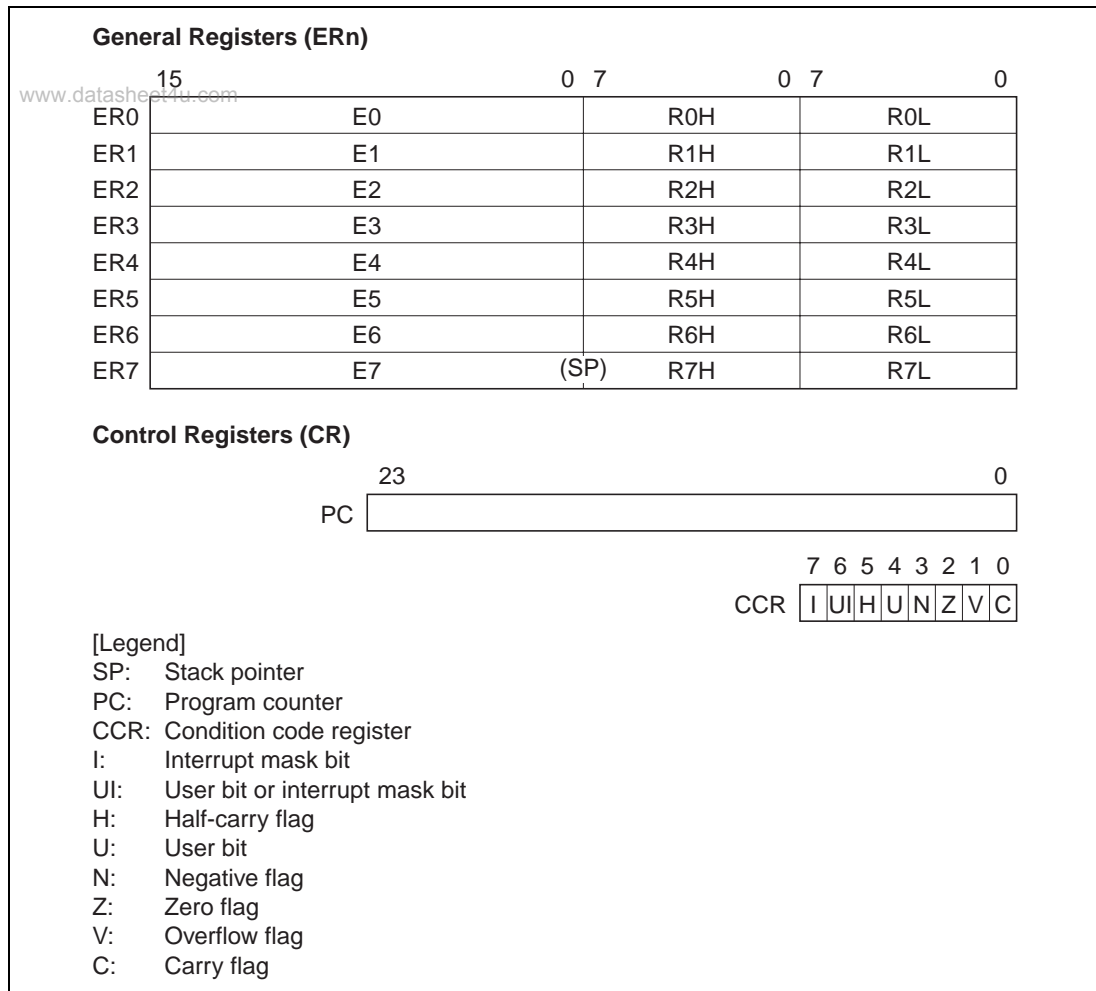 General Registers (ERn)
15 0 7 0 7 0
www.datasheet4u.com
ER0 E0 R0H R0L
ER1 E1 R1H R1L
ER2 E2 R2H R2L
ER3 E3 R3H R3L
ER4 E4 R4H R4L
ER5 E5 R5H R5L
ER6 E6 R6H R6L
ER7 E7 (SP) R7H R7L
Control Registers (CR)
23 0
PC
7 6 5 4 3 2 1 0
CCR I UI H U N Z V C
[Legend]
SP: Stack pointer
PC: Program counter
CCR: Condition code register
I: Interrupt mask bit
UI: User bit or interrupt mask bit
H: Half-carry flag
U: User bit
N: Negative flag
Z: Zero flag
V: Overflow flag
C: Carry flag